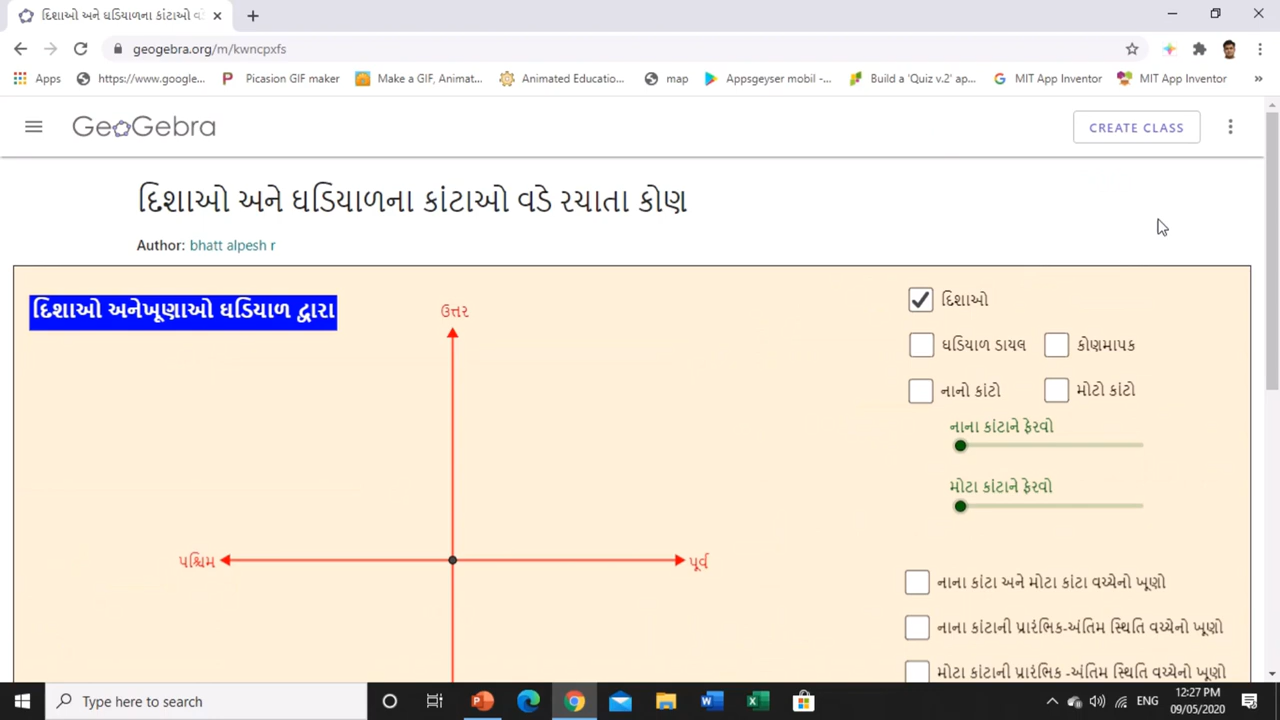 દિશાઓ અને ઘડિયાળના કાંટાઓ વડે
geogebra.org/m/kwncpxfs
Apps https://www.google... Picasion GIF maker Make a GIF, Animat... Animated Educatio... map Appsgeyser mobil -... Build a 'Quiz v.2' ap... MIT App Inventor MIT App Inventor »
GeoGebra CREATE CLASS
દિશાઓ અને ઘડિયાળના કાંટાઓ વડે રચાતા કોણ
Author: bhatt alpesh r
દિશાઓ અનેખૂણાઓ ઘડિયાળ દ્વારા
ઉત્તર
પશ્ચિમ
પૂર્વ
દિશાઓ
ઘડિયાળ ડાયલ કોણમાપક
નાનો કાંટો મોટો કાંટો
નાના કાંટાને ફેરવો
મોટા કાંટાને ફેરવો
નાના કાંટા અને મોટા કાંટા વચ્ચેનો ખૂણો
નાના કાંટાની પ્રારંભિક-અંતિમ સ્થિતિ વચ્ચેનો ખૂણો
મોટા કાંટાની પ્રારંભિક -અંતિમ સ્થિતિ વચ્ચેનો ખૂણો
Type here to search
ENG
12:27 PM
09/05/2020